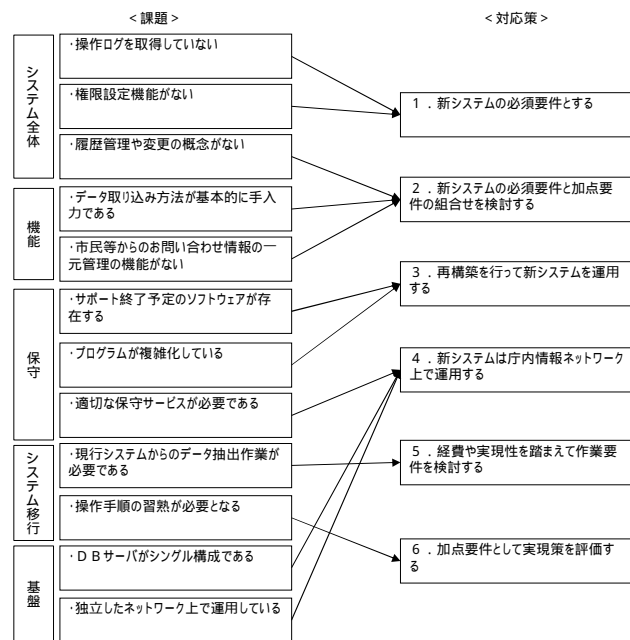 ＜課題＞
＜対応策＞
システム全体
・操作ログを取得していない
・権限設定機能がない
・履歴管理や変更の概念がない
機能
・データ取り込み方法が基本的に手入
力である
・市民等からのお問い合わせ情報の一
元管理の機能がない
保守
・サポート終了予定のソフトウェアが存
在する
・プログラムが複雑化している
・適切な保守サービスが必要である
システム移行
・現行システムからのデータ抽出作業が
必要である
・操作手順の習熟が必要となる
基盤
・ＤＢサーバがシングル構成である
・独立したネットワーク上で運用している
１．新システムの必須要件とする
２．新システムの必須要件と加点要
件の組合せを検討する
３．再構築を行って新システムを運用
する
４．新システムは庁内情報ネットワーク
上で運用する
５．経費や実現性を踏まえて作業要
件を検討する
６．加点要件として実現策を評価す
る